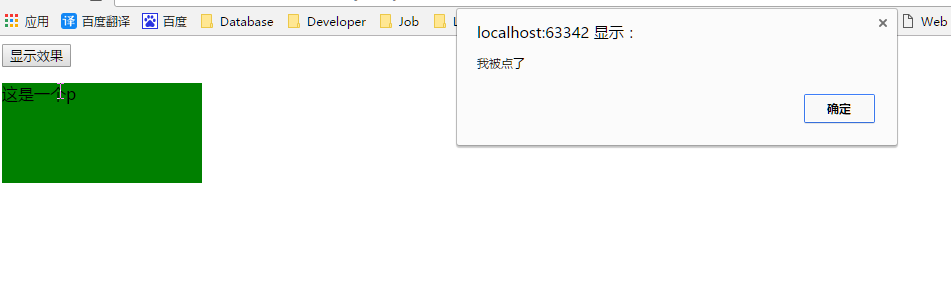 应用 译 百度翻译 百度 Database Developer Job Web
localhost:63342 显示：
我被点了
确定
显示效果
这是一个p